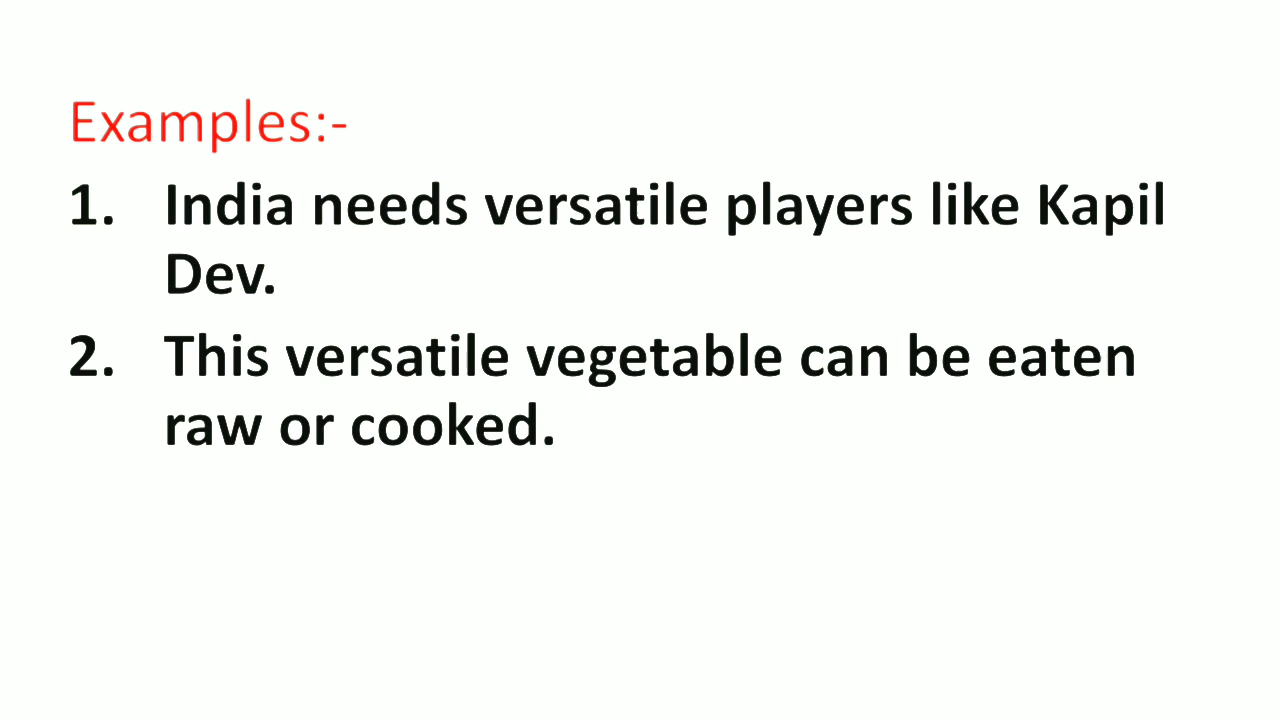 Examples:-
1. India needs versatile players like Kapil
Dev.
2. This versatile vegetable can be eaten
raw or cooked.